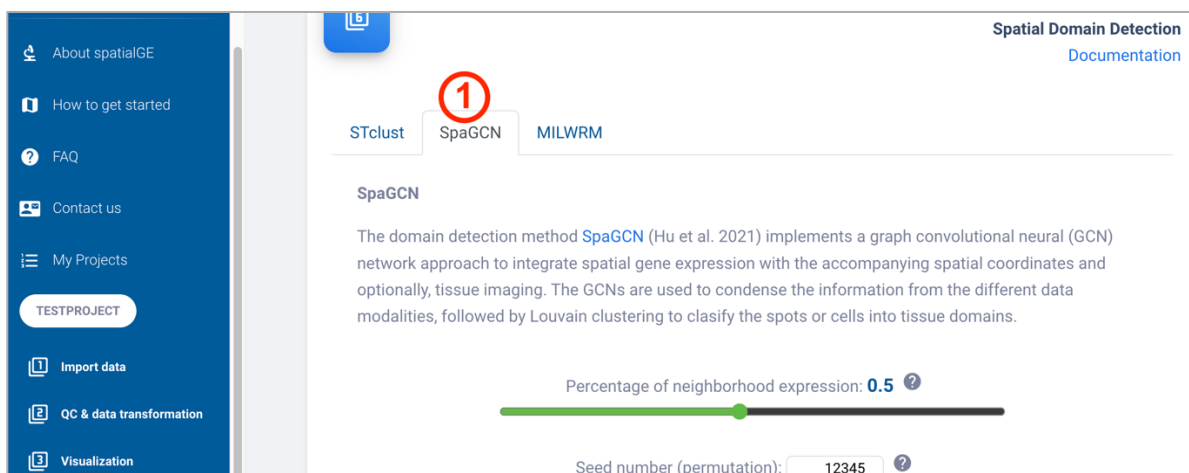 About spatialGE
How to get started
FAQ
Contact us
My Projects
TESTPROJECT
1 Import data
2 QC & data transformation
3 Visualization
6
Spatial Domain Detection
Documentation
1
STclust SpaGCN MILWRM
SpaGCN
The domain detection method SpaGCN (Hu et al. 2021) implements a graph convolutional neural (GCN)
network approach to integrate spatial gene expression with the accompanying spatial coordinates and
optionally, tissue imaging. The GCNs are used to condense the information from the different data
modalities, followed by Louvain clustering to clasify the spots or cells into tissue domains.
Percentage of neighborhood expression: 0.5 ?
Seed number (permutation): 12345 ?